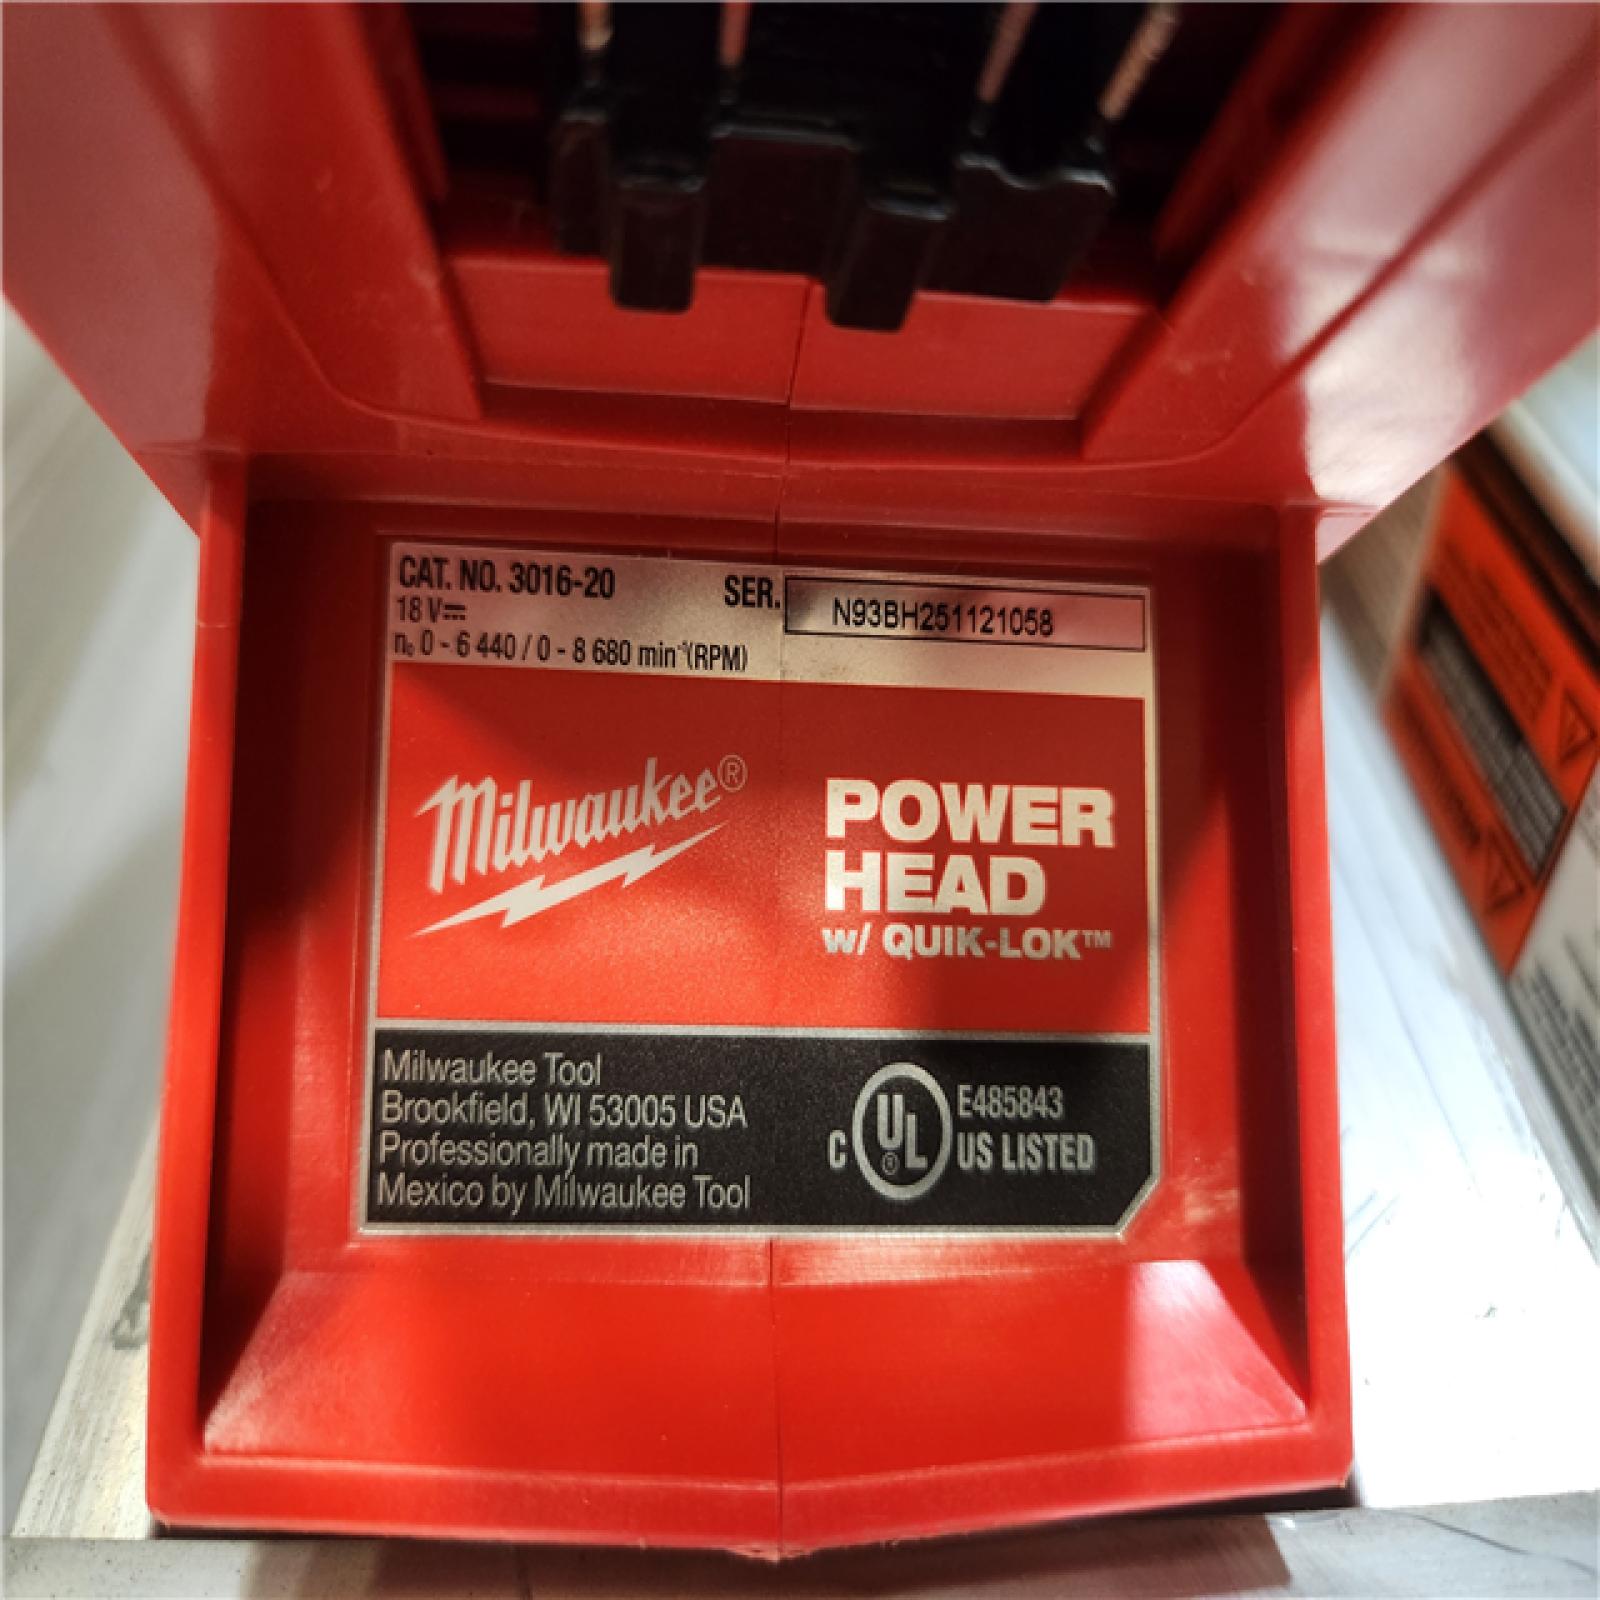 CAT. NO. 3016-20
SER. N93BH251121058
18 V⎓
n₀ 0 - 6 440 / 0 - 8 680 min⁻¹(RPM)
Milwaukee®
POWER
HEAD
w/ QUIK-LOK™
Milwaukee Tool
Brookfield, WI 53005 USA
Professionally made in
Mexico by Milwaukee Tool
C UL ® E485843
US LISTED